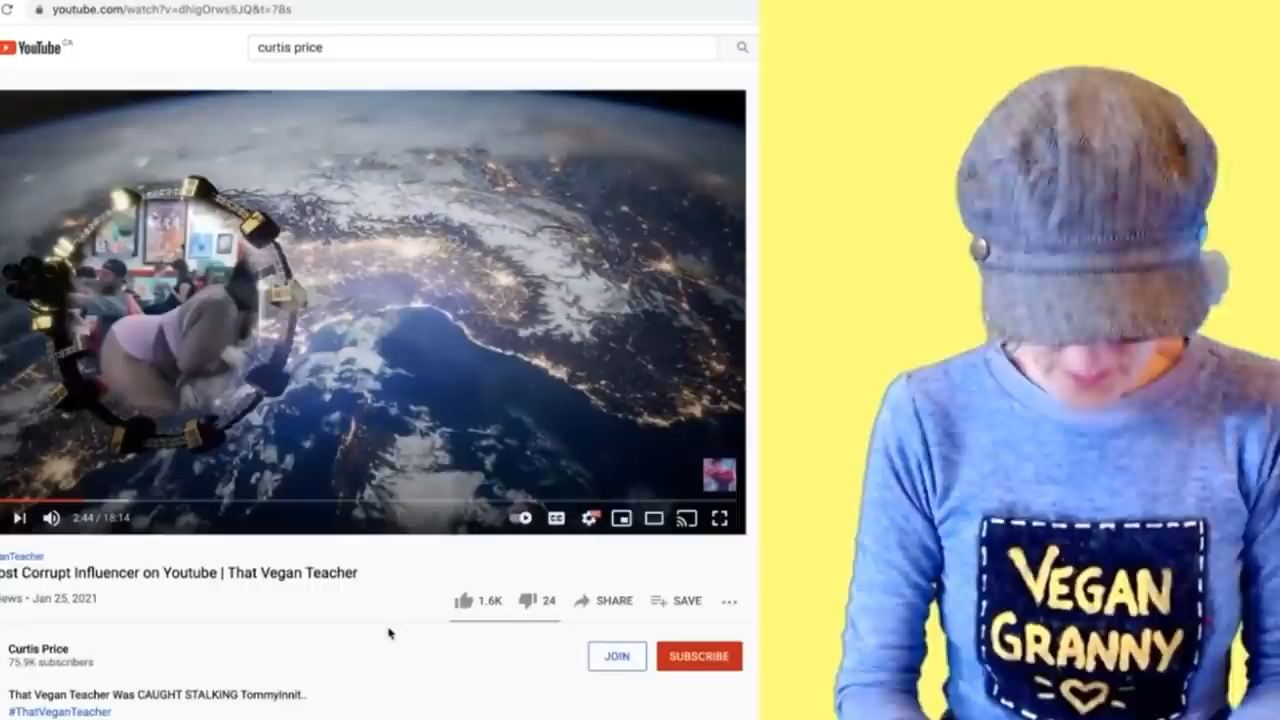 youtube.com/watch?v=dhigOrws5JQ&t=78s
YouTube CA
curtis price
2:44 / 18:14
anTeacher
ost Corrupt Influencer on Youtube | That Vegan Teacher
iews • Jan 25, 2021
1.6K
24
SHARE
SAVE
Curtis Price
75.9K subscribers
JOIN
SUBSCRIBE
That Vegan Teacher Was CAUGHT STALKING TommyInnit..
#ThatVeganTeacher
VEGAN
GRANNY